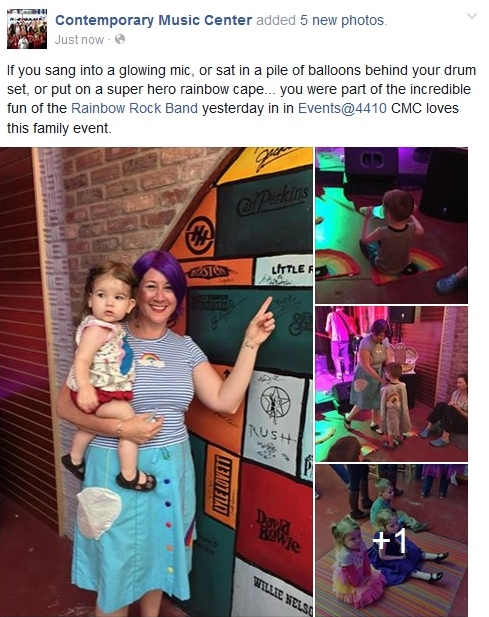 Contemporary Music Center added 5 new photos.
Just now
If you sang into a glowing mic, or sat in a pile of balloons behind your drum
set, or put on a super hero rainbow cape... you were part of the incredible
fun of the Rainbow Rock Band yesterday in in Events@4410 CMC loves
this family event.
Carl Perkins
BOSTON
LITTLE R
RUSH
LYLE LOVETT
David
Bowie
WILLIE NELSO
+1